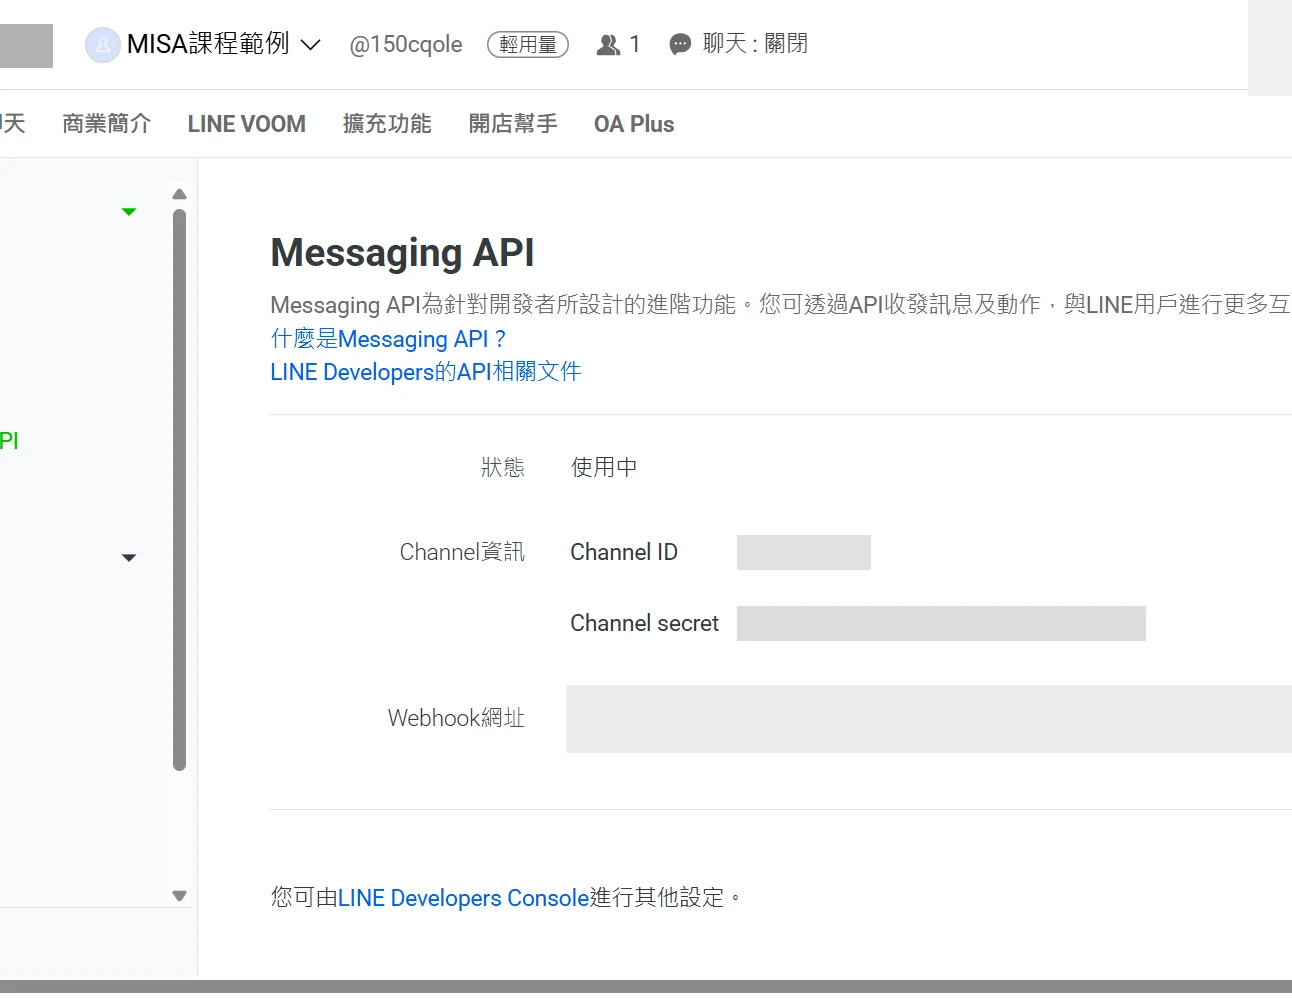 MISA課程範例 @150cqole 輕用量 1 聊天 : 關閉
天 商業簡介 LINE VOOM 擴充功能 開店幫手 OA Plus
Messaging API
Messaging API為針對開發者所設計的進階功能。您可透過API收發訊息及動作，與LINE用戶進行更多互
什麼是Messaging API？
LINE Developers的API相關文件
PI
狀態 使用中
Channel資訊 Channel ID
Channel secret
Webhook網址
您可由LINE Developers Console進行其他設定。